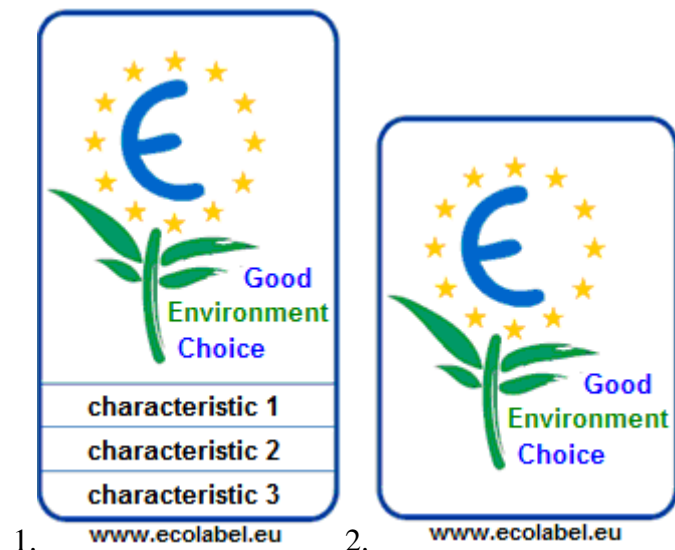 Good
Environment
Choice
characteristic 1
characteristic 2
characteristic 3
www.ecolabel.eu
1.
Good
Environment
Choice
www.ecolabel.eu
2.